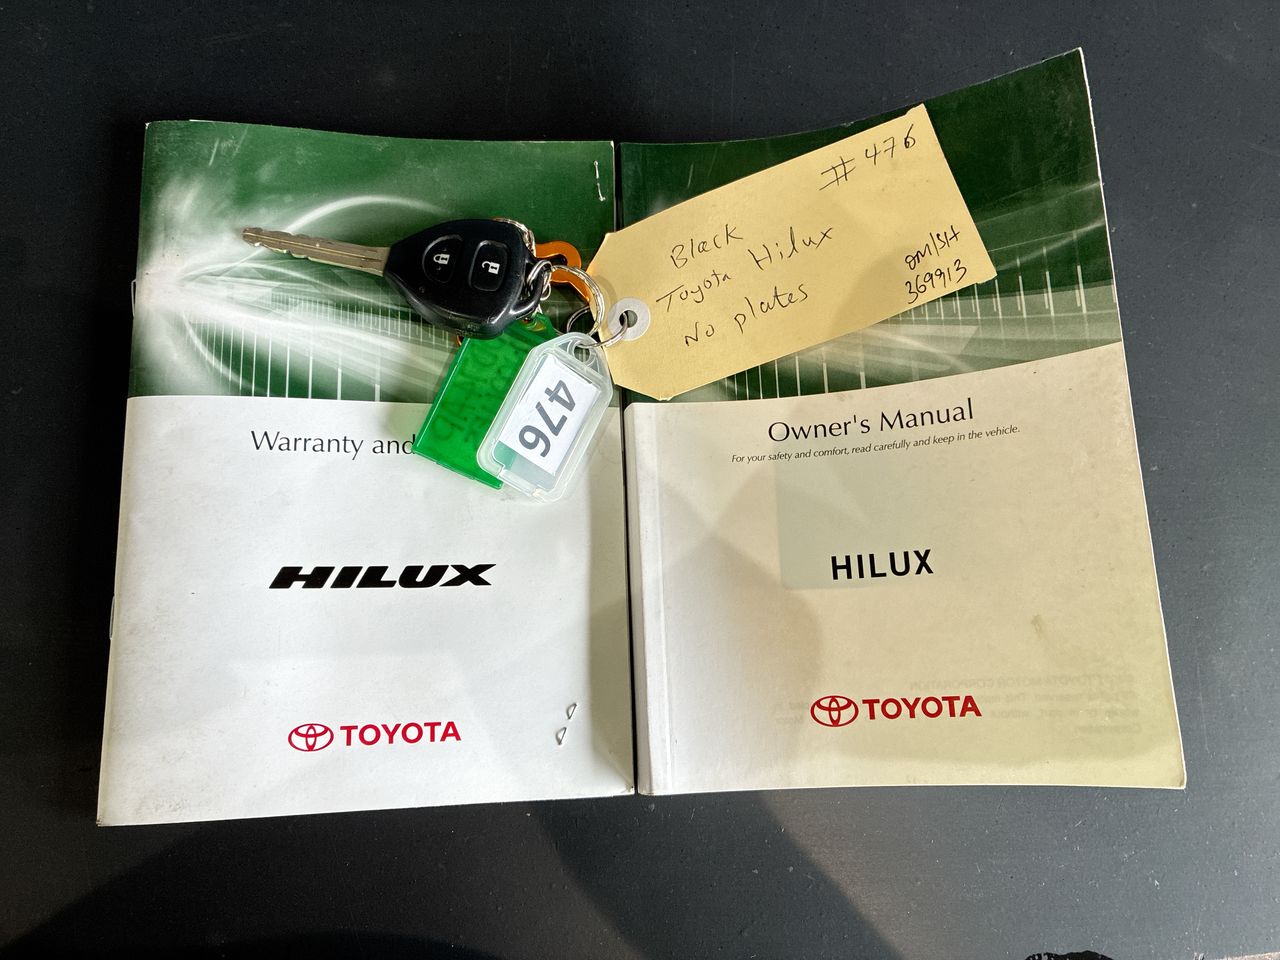 # 476
Black
Toyota Hilux
No plates
369913
476
Warranty and
HILUX
TOYOTA
Owner's Manual
For your safety and comfort, read carefully and keep in the vehicle.
HILUX
TOYOTA